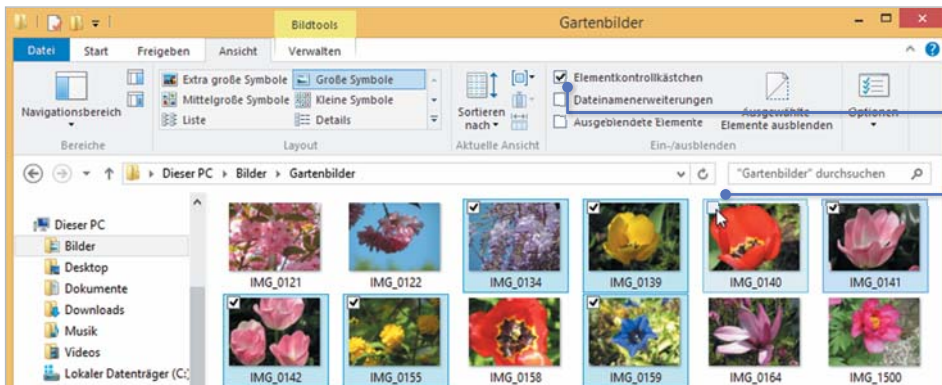 Bildtools
Gartenbilder
Datei Start Freigeben Ansicht Verwalten
Navigationsbereich
Bereiche
Extra große Symbole Große Symbole
Mittelgroße Symbole Kleine Symbole
Liste Details
Layout
Sortieren nach
Aktuelle Ansicht
Elementkontrollkästchen
Dateinamenerweiterungen
Ausgeblendete Elemente
Ausgewählte
Elemente ausblenden
Ein-/ausblenden
Optionen
Dieser PC Bilder Gartenbilder
"Gartenbilder" durchsuchen
Dieser PC
Bilder
Desktop
Dokumente
Downloads
Musik
Videos
Lokaler Datenträger (C:)
IMG_0121 IMG_0122 IMG_0134 IMG_0139 IMG_0140 IMG_0141
IMG_0142 IMG_0155 IMG_0158 IMG_0159 IMG_0164 IMG_1500